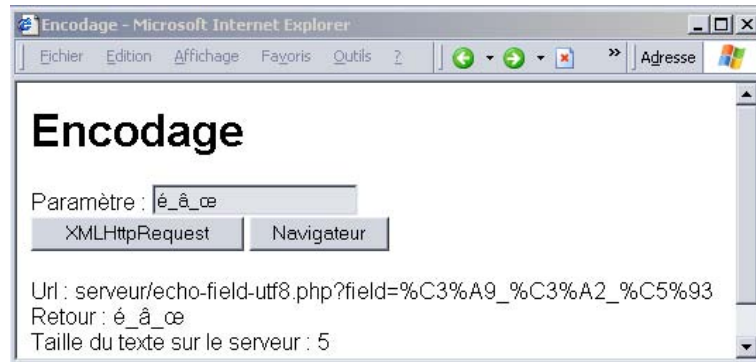 Encodage - Microsoft Internet Explorer
Fichier Edition Affichage Favoris Outils ? » Adresse
Encodage
Paramètre : é_â_œ
XMLHttpRequest Navigateur
Url : serveur/echo-field-utf8.php?field=%C3%A9_%C3%A2_%C5%93
Retour : é_â_œ
Taille du texte sur le serveur : 5